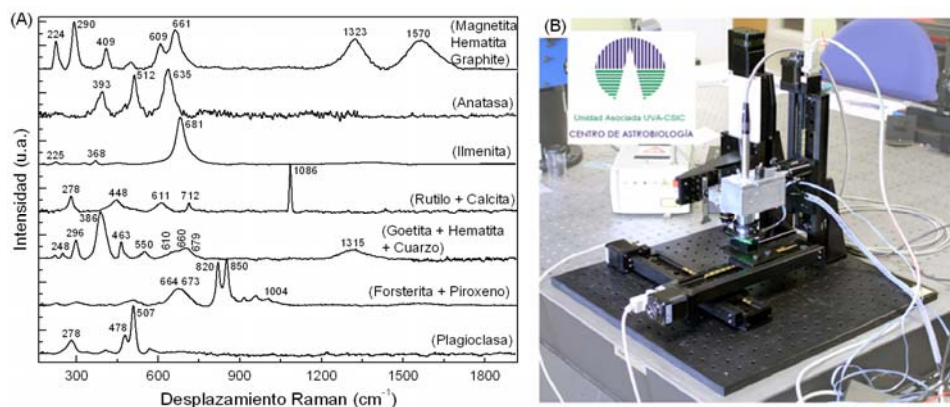 (A)
(Magnetita
Hematita
Graphite)
224
290
409
609
661
1323
1570
(Anatasa)
393
512
635
(Ilmenita)
225
368
681
(Rutilo + Calcita)
278
448
611
712
1086
(Goetita + Hematita
+ Cuarzo)
248
296
386
463
550
610
660
679
1315
(Forsterita + Piroxeno)
664 673
820
850
1004
(Plagioclasa)
278
478
507
Intensidad (u.a.)
300 600 900 1200 1500 1800
Desplazamiento Raman (cm-1)
(B)
Unidad Asociada UVA-CSIC
CENTRO DE ASTROBIOLOGÍA